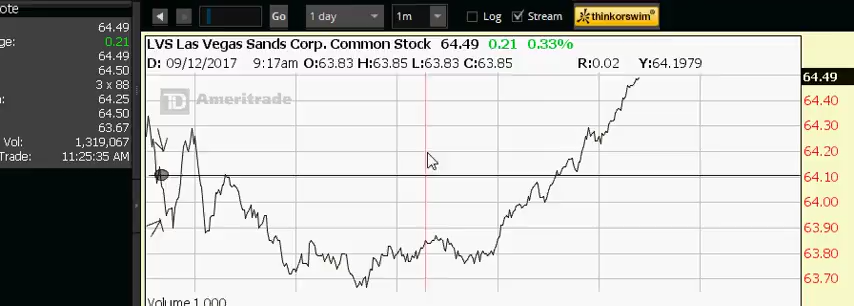 ote
64.49
ge: 0.21
64.49
64.50
3 x 88
64.25
64.50
63.67
Vol: 1,319,067
Trade: 11:25:35 AM
Go
1 day
1m
Log
Stream
thinkorswim
LVS Las Vegas Sands Corp. Common Stock 64.49 0.21 0.33%
D: 09/12/2017 9:17am O:63.83 H:63.85 L:63.83 C:63.85 R:0.02 Y:64.1979
TD Ameritrade
64.49
64.40
64.30
64.20
64.10
64.00
63.90
63.80
63.70
Volume 1,000